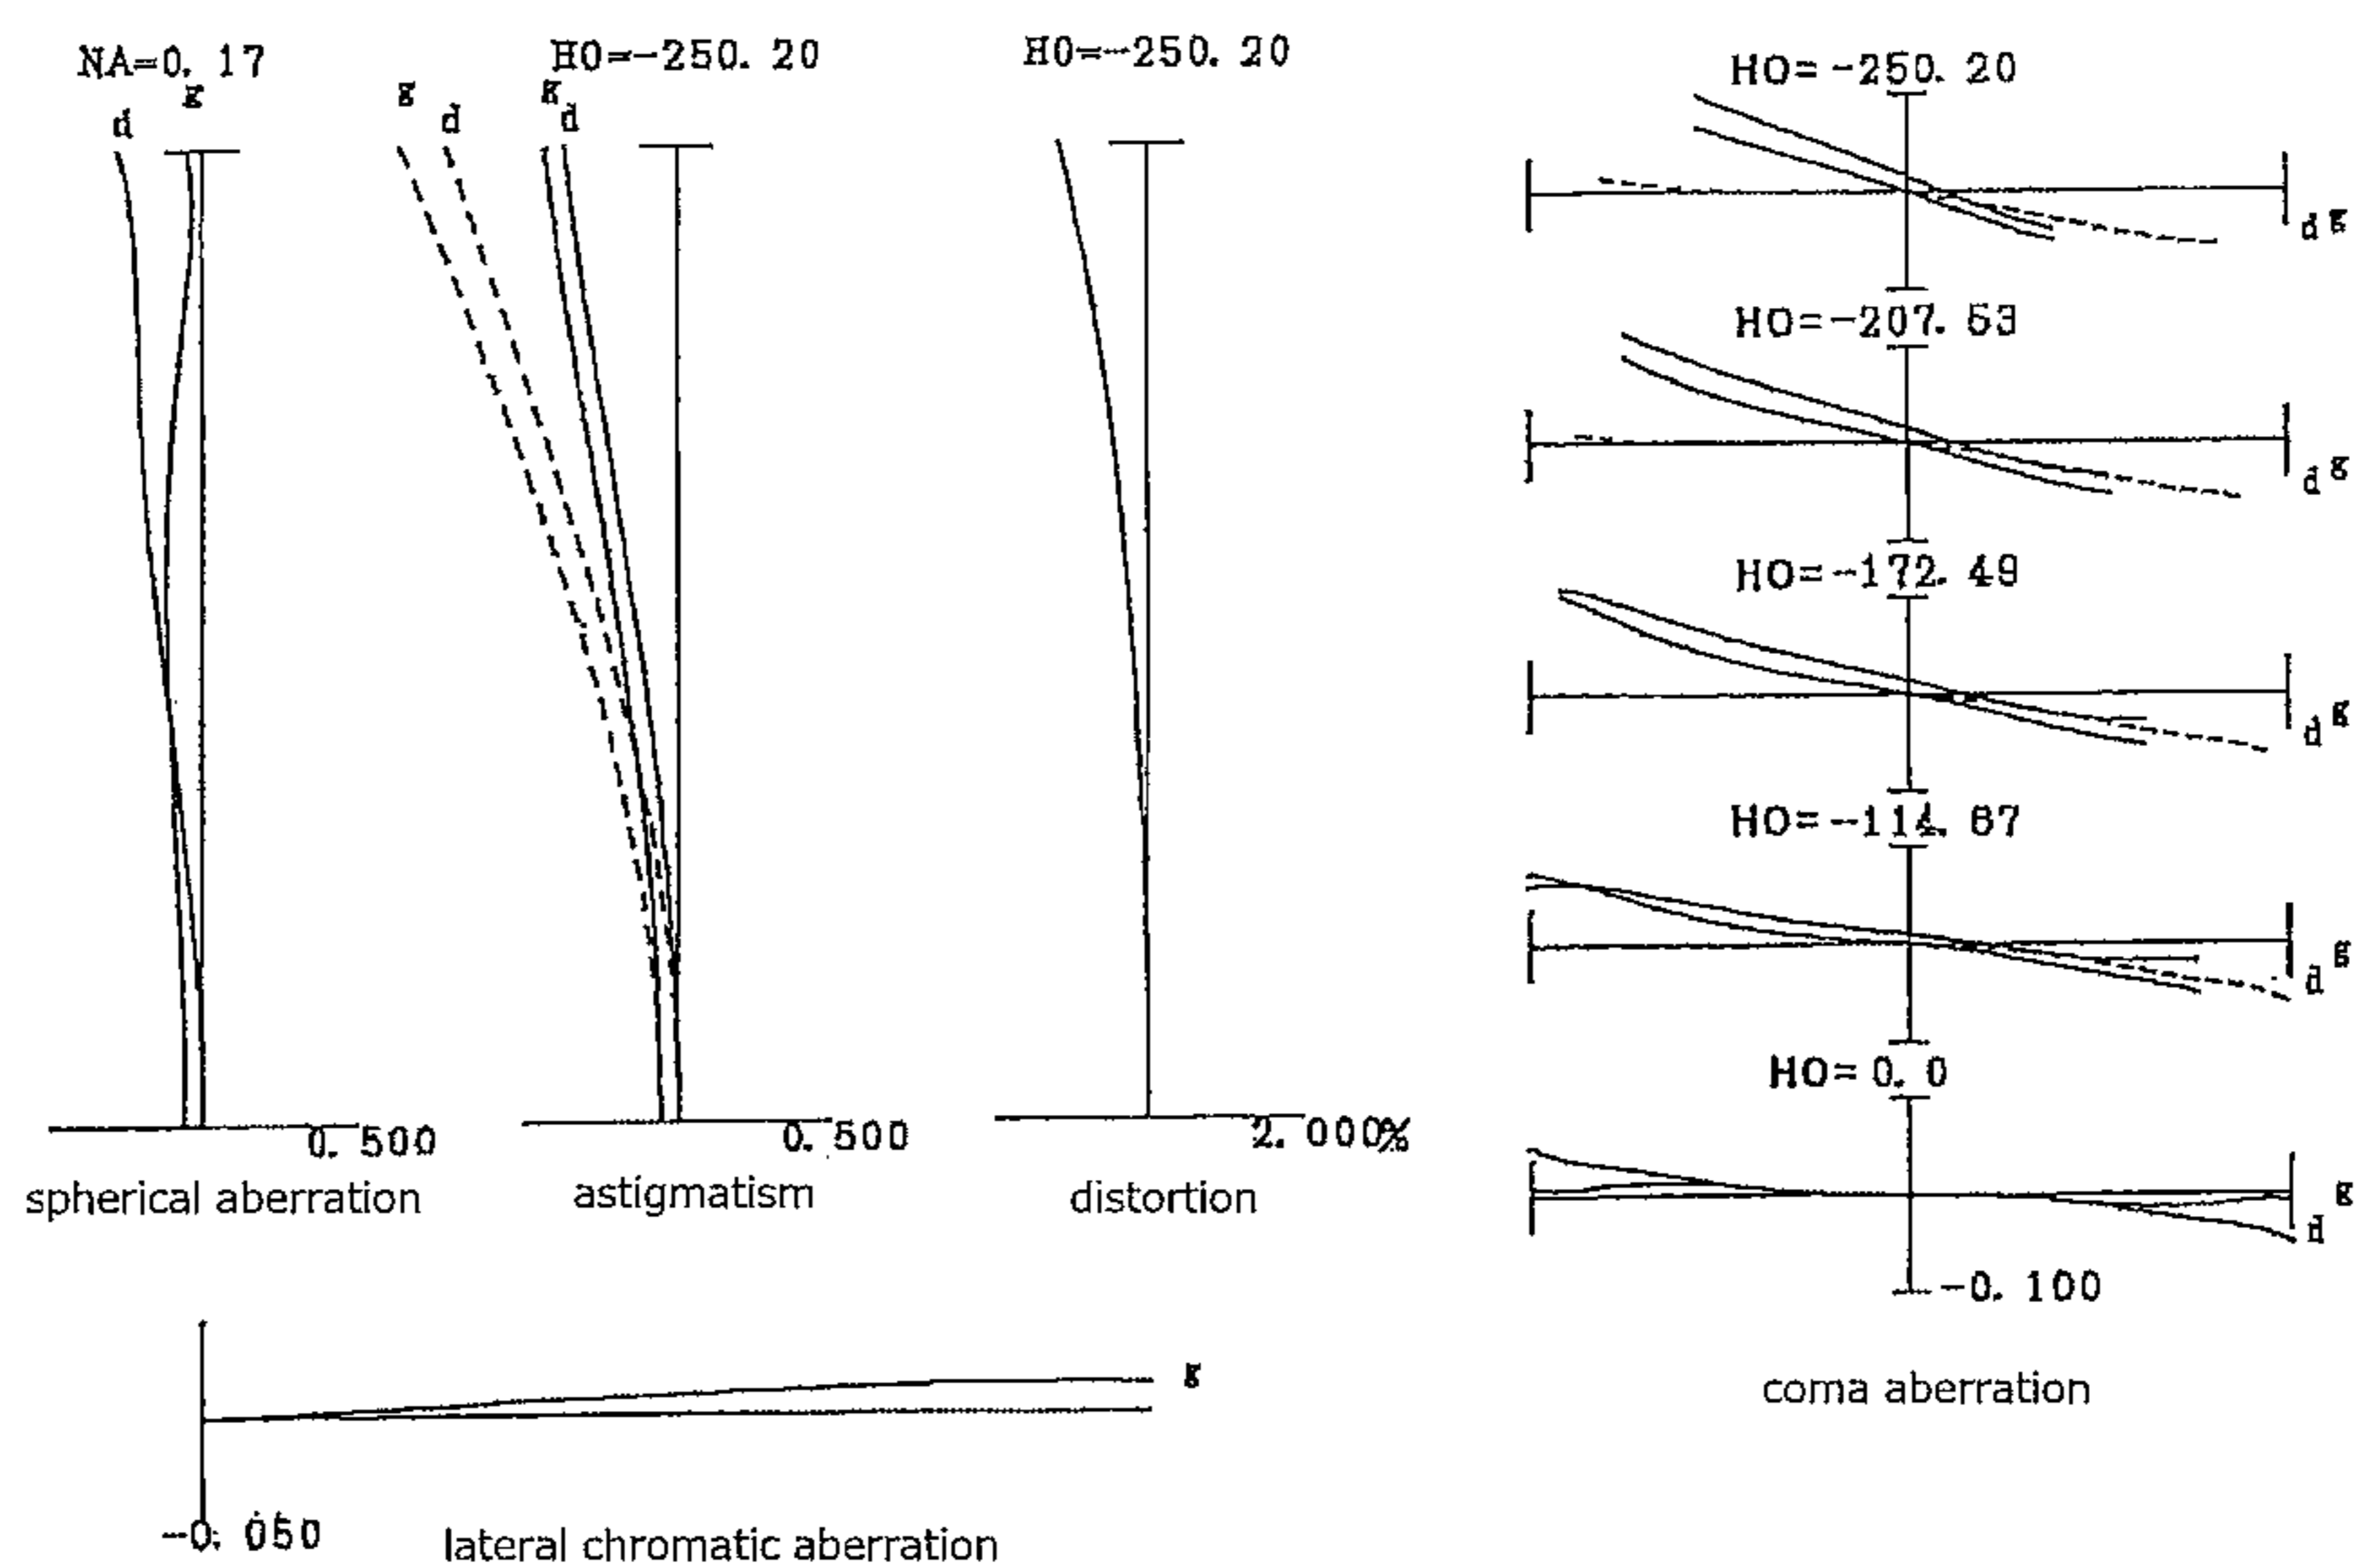 NA=0. 17
d
g
0. 500
spherical aberration
HO=-250. 20
g
d
g
d
0. 500
astigmatism
HO=-250. 20
2. 000%
distortion
-0. 050
g
lateral chromatic aberration
HO=-250. 20
d g
HO=-207. 53
d g
HO=-172. 49
d g
HO=-114. 67
d g
HO=0. 0
g
d
-0. 100
coma aberration